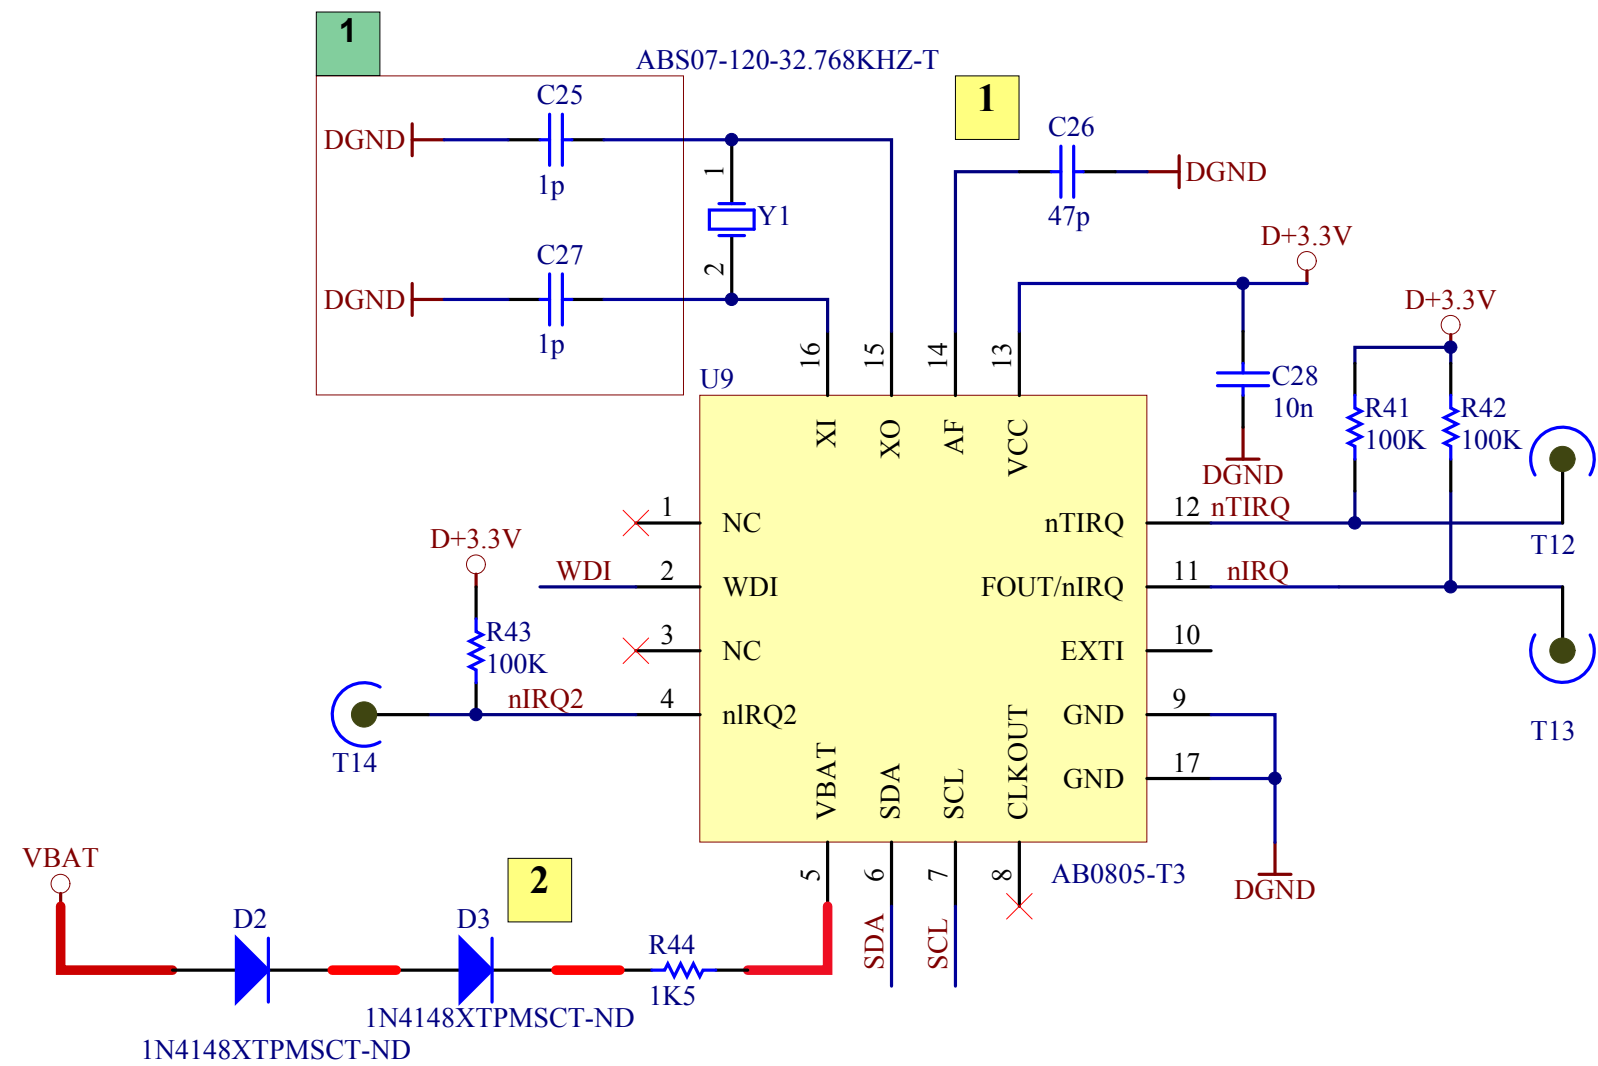 1
ABS07-120-32.768KHZ-T
1
C25
DGND
1p
1
Y1
2
C27
DGND
1p
C26
DGND
47p
D+3.3V
D+3.3V
C28
10n
DGND
R41
100K
R42
100K
U9
16
15
14
13
XI
XO
AF
VCC
1
NC
nTIRQ
12
nTIRQ
T12
D+3.3V
WDI
2
WDI
FOUT/nIRQ
11
nIRQ
R43
100K
3
NC
EXTI
10
T13
nIRQ2
4
nlRQ2
GND
9
T14
GND
17
VBAT
SDA
SCL
CLKOUT
5
6
7
8
AB0805-T3
DGND
SDA
SCL
VBAT
2
D2
D3
R44
1K5
1N4148XTPMSCT-ND
1N4148XTPMSCT-ND